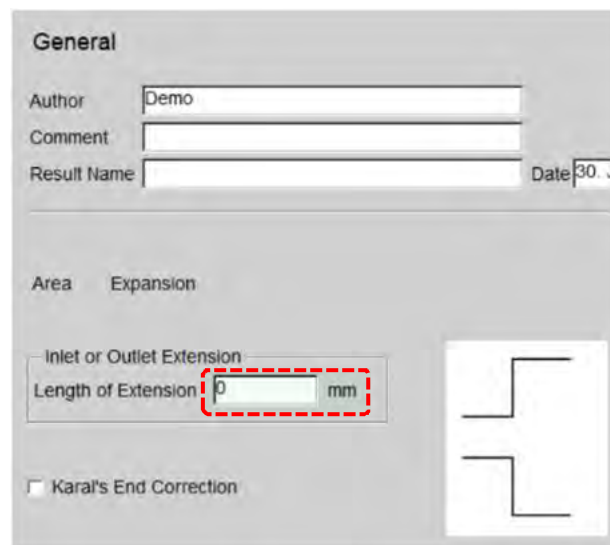 General
Author Demo
Comment
Result Name Date 30. J
Area Expansion
Inlet or Outlet Extension
Length of Extension 0 mm
Karal's End Correction